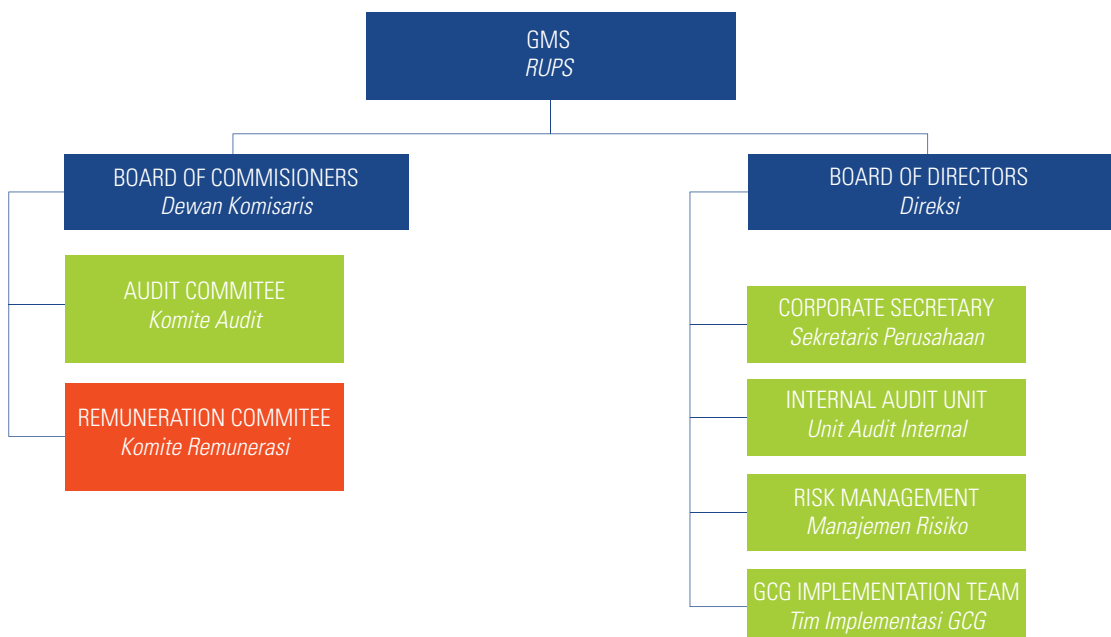 GMS
RUPS
BOARD OF COMMISIONERS
Dewan Komisaris
AUDIT COMMITEE
Komite Audit
REMUNERATION COMMITEE
Komite Remunerasi
BOARD OF DIRECTORS
Direksi
CORPORATE SECRETARY
Sekretaris Perusahaan
INTERNAL AUDIT UNIT
Unit Audit Internal
RISK MANAGEMENT
Manajemen Risiko
GCG IMPLEMENTATION TEAM
Tim Implementasi GCG